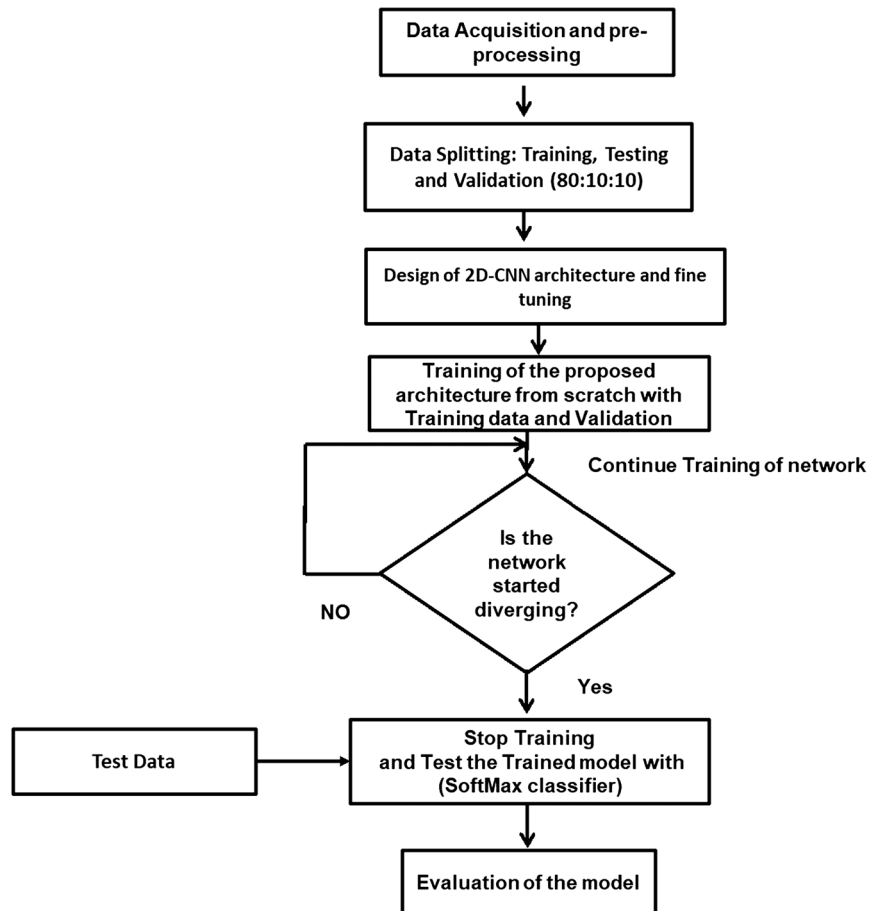 Data Acquisition and pre-
processing
Data Splitting: Training, Testing
and Validation (80:10:10)
Design of 2D-CNN architecture and fine
tuning
Training of the proposed
architecture from scratch with
Training data and Validation
Continue Training of network
Is the
network
started
diverging?
NO
Yes
Test Data
Stop Training
and Test the Trained model with
(SoftMax classifier)
Evaluation of the model